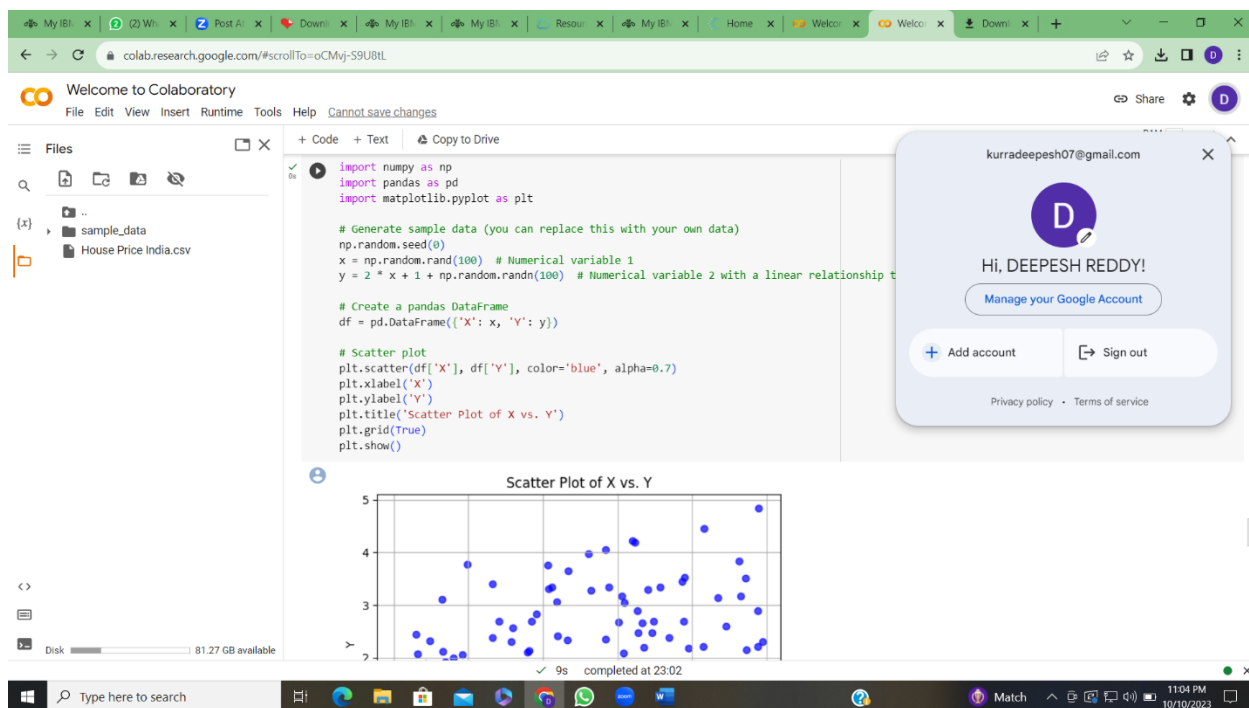 My IBM
(2) Wh
Post At
Downlo
My IBM
My IBM
Resour
My IBM
Home
Welcor
Welcor
Downl
colab.research.google.com/#scrollTo=oCMvj-S9U8tL
Welcome to Colaboratory
File Edit View Insert Runtime Tools Help Cannot save changes
Share
D
Files
+ Code + Text Copy to Drive
..
sample_data
House Price India.csv
{x}
0s
import numpy as np
import pandas as pd
import matplotlib.pyplot as plt
# Generate sample data (you can replace this with your own data)
np.random.seed(0)
x = np.random.rand(100) # Numerical variable 1
y = 2 * x + 1 + np.random.randn(100) # Numerical variable 2 with a linear relationship t
# Create a pandas DataFrame
df = pd.DataFrame({'X': x, 'Y': y})
# Scatter plot
plt.scatter(df['X'], df['Y'], color='blue', alpha=0.7)
plt.xlabel('X')
plt.ylabel('Y')
plt.title('Scatter Plot of X vs. Y')
plt.grid(True)
plt.show()
kurradeepesh07@gmail.com
D
Hi, DEEPESH REDDY!
Manage your Google Account
Add account
Sign out
Privacy policy • Terms of service
Scatter Plot of X vs. Y
5
4
3
2
Y
Disk
81.27 GB available
9s completed at 23:02
Type here to search
zoom
Match
11:04 PM
10/10/2023